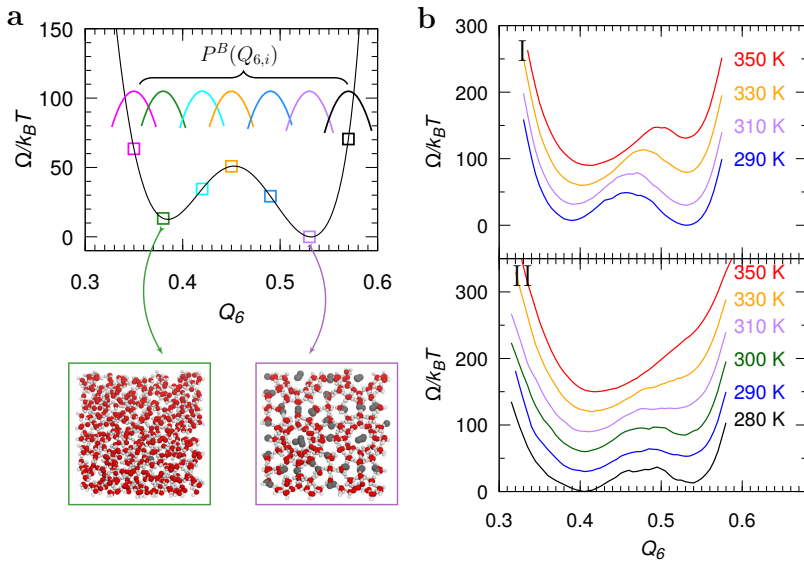 a
150
100
50
0
Ω/k_BT
P^B(Q_{6,i})
0.3 0.4 0.5 0.6
Q_6
b
I
300
200
100
0
Ω/k_BT
350 K
330 K
310 K
290 K
II
300
200
100
0
Ω/k_BT
350 K
330 K
310 K
300 K
290 K
280 K
0.3 0.4 0.5 0.6
Q_6